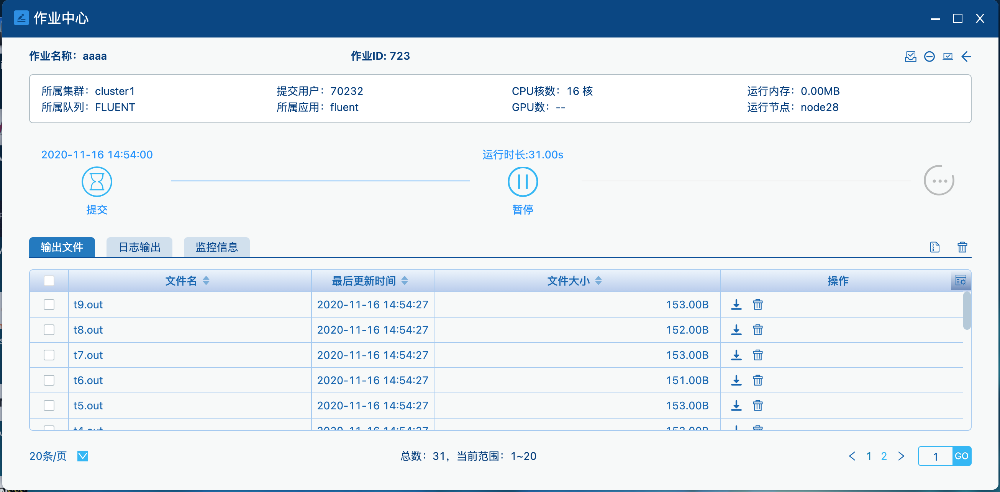 作业中心
作业名称：aaaa 作业ID: 723
所属集群：cluster1 提交用户：70232 CPU核数：16 核 运行内存：0.00MB
所属队列：FLUENT 所属应用：fluent GPU数：-- 运行节点：node28
2020-11-16 14:54:00 运行时长:31.00s
提交 暂停
输出文件 日志输出 监控信息
文件名 最后更新时间 文件大小 操作
t9.out 2020-11-16 14:54:27 153.00B
t8.out 2020-11-16 14:54:27 152.00B
t7.out 2020-11-16 14:54:27 153.00B
t6.out 2020-11-16 14:54:27 151.00B
t5.out 2020-11-16 14:54:27 153.00B
t4.out 2020-11-16 14:54:27
20条/页 总数：31，当前范围：1~20 1 2 1 GO